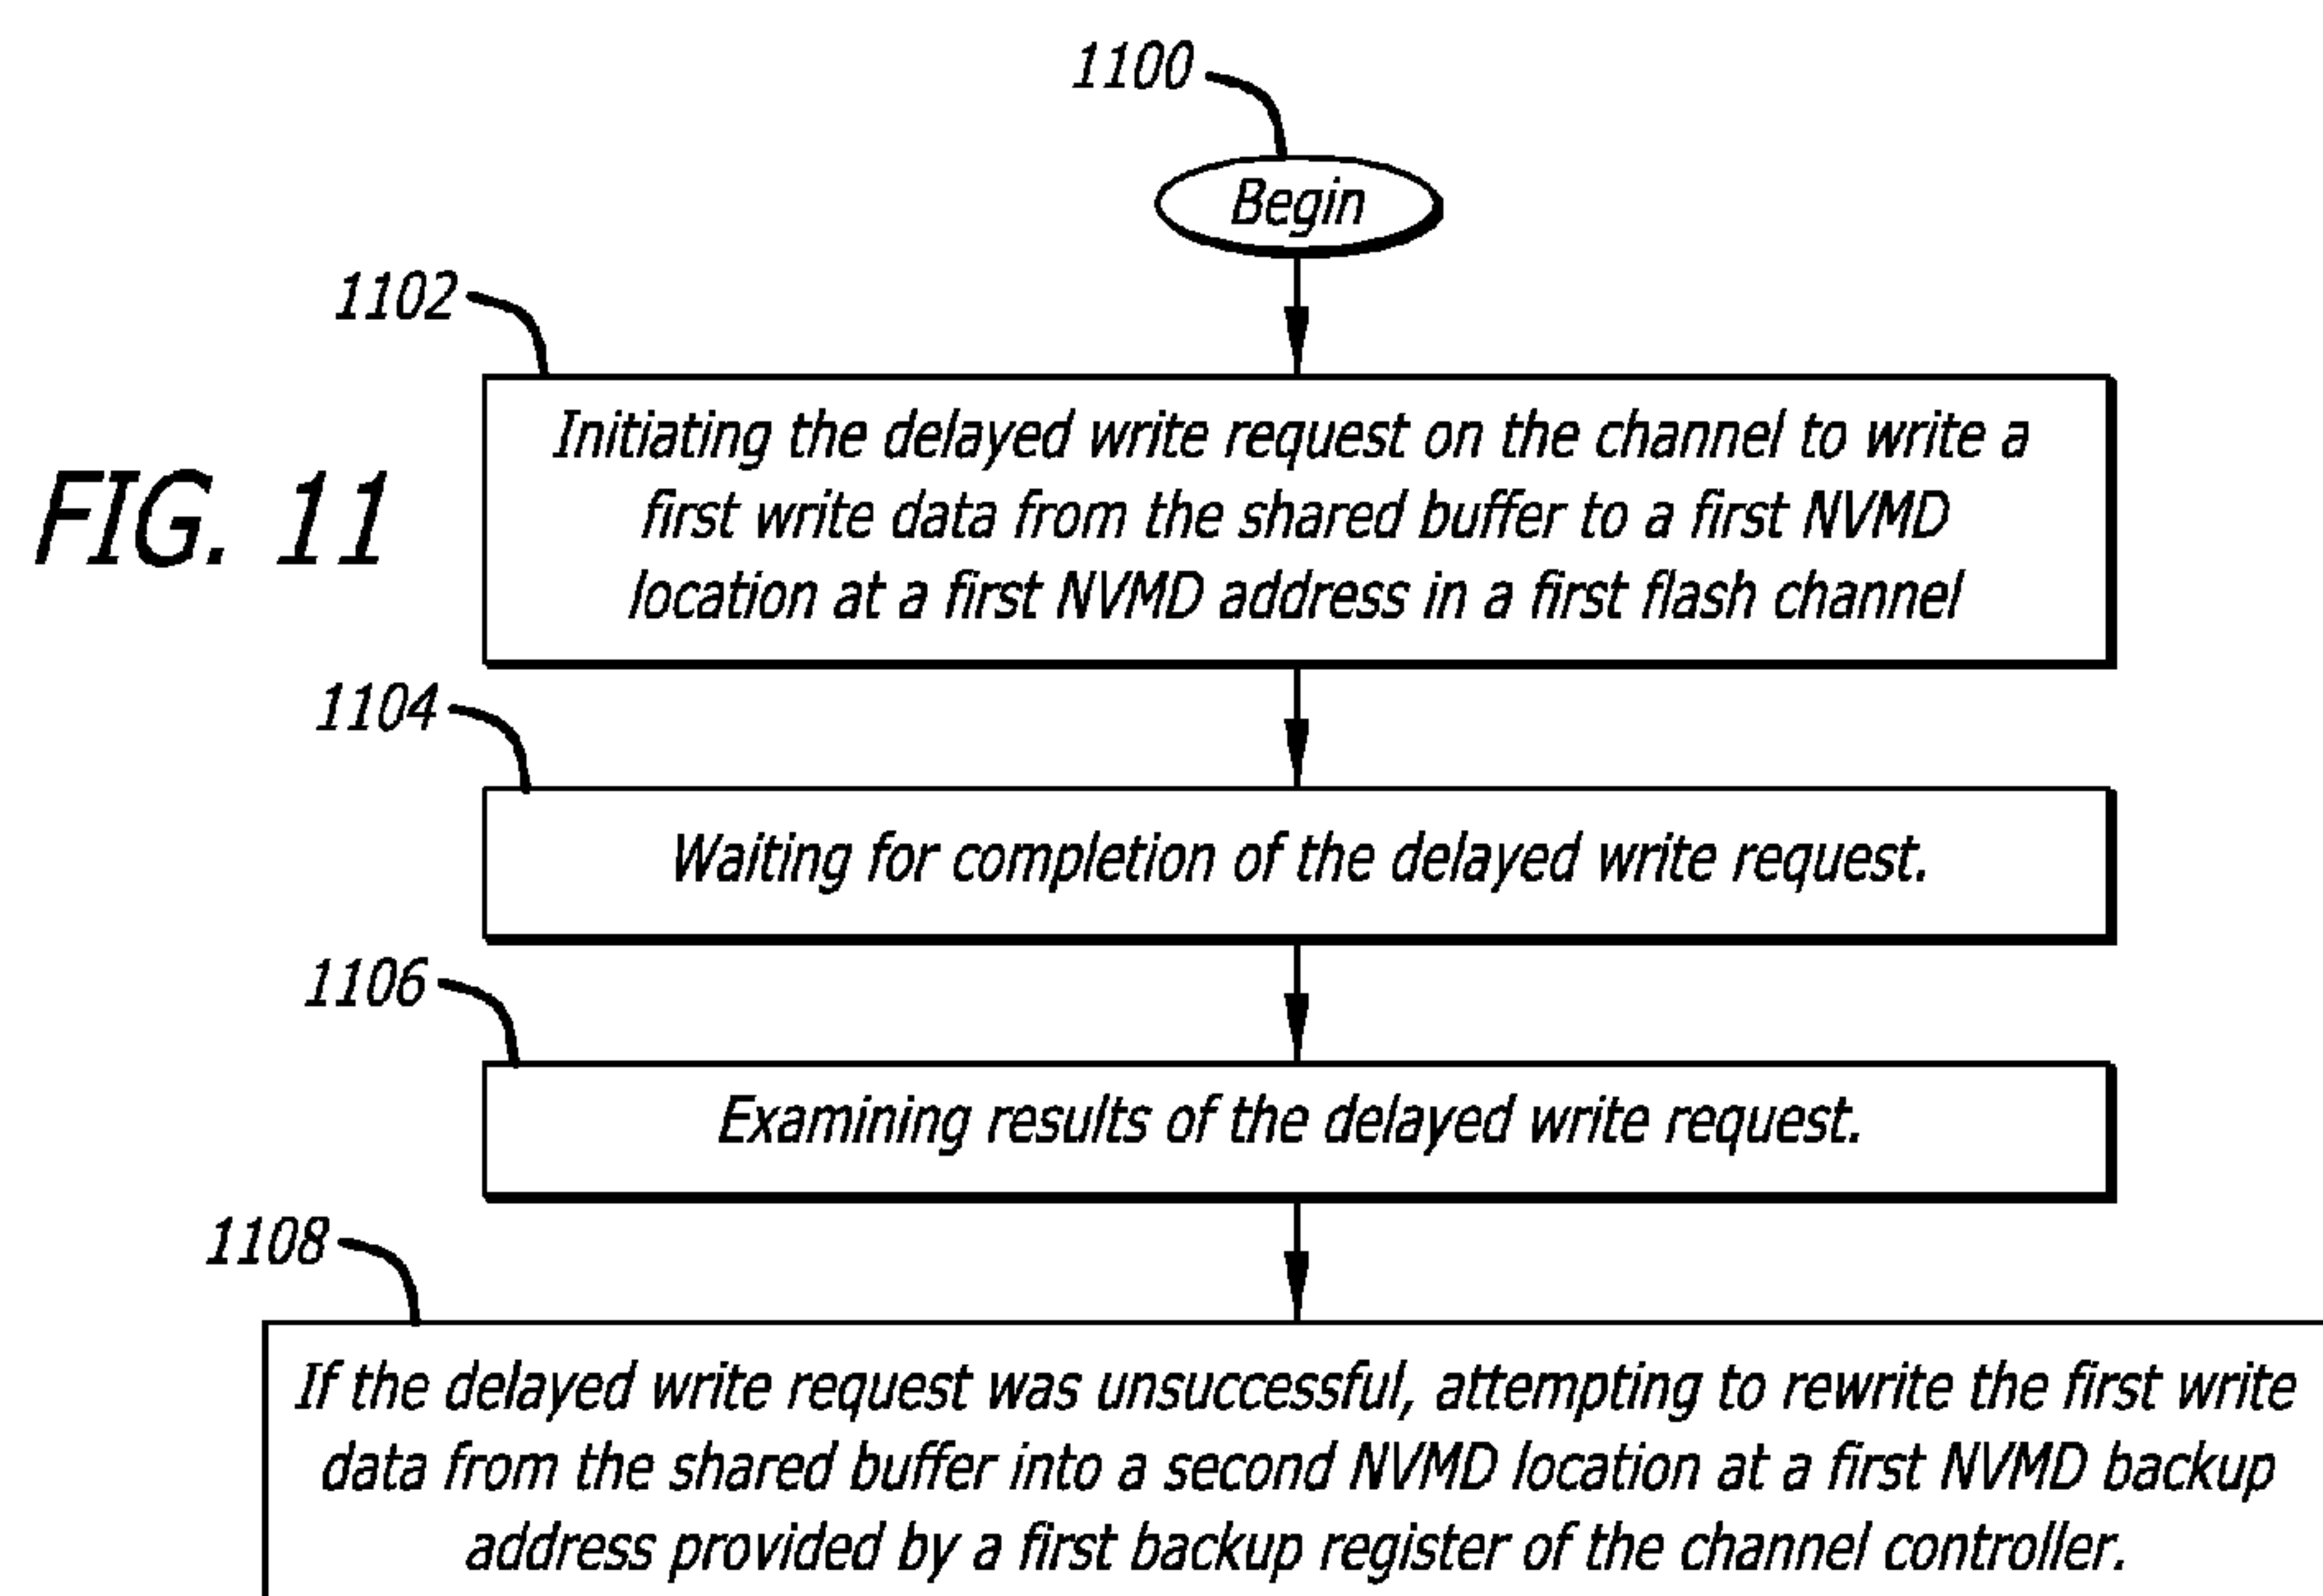 1100
Begin
1102
Initiating the delayed write request on the channel to write a
first write data from the shared buffer to a first NVMD
location at a first NVMD address in a first flash channel
FIG. 11
1104
Waiting for completion of the delayed write request.
1106
Examining results of the delayed write request.
1108
If the delayed write request was unsuccessful, attempting to rewrite the first write
data from the shared buffer into a second NVMD location at a first NVMD backup
address provided by a first backup register of the channel controller.